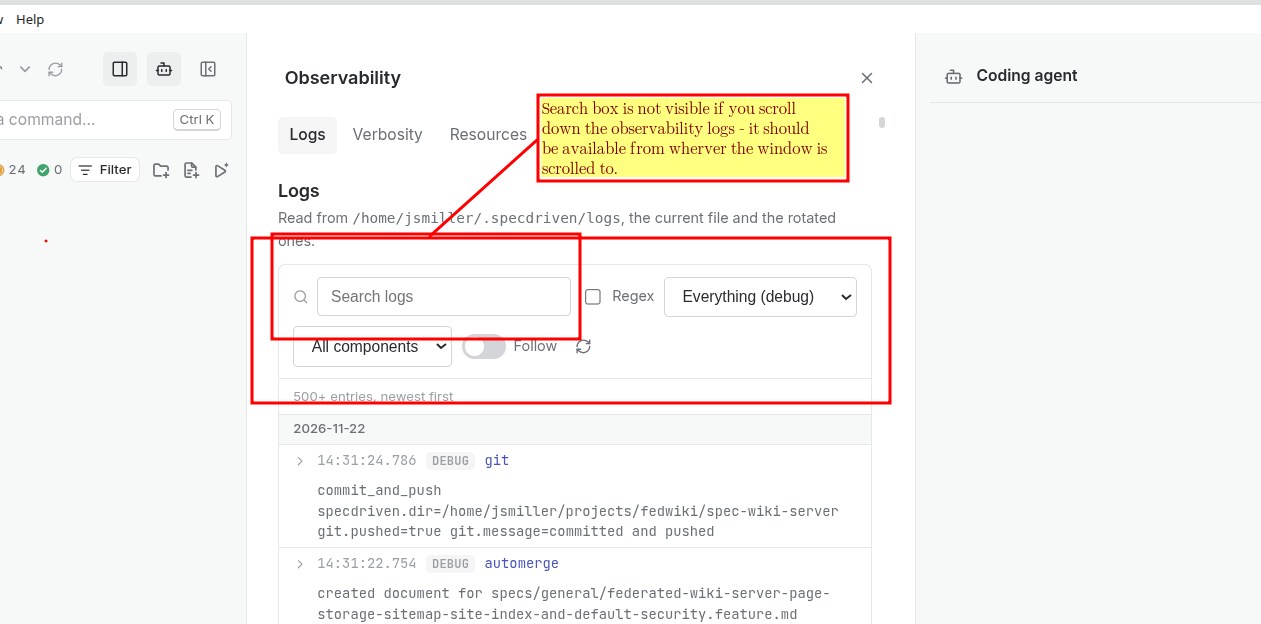 Help
a command...
Ctrl K
24
0
Filter
Observability
Logs
Verbosity
Resources
Search box is not visible if you scroll
down the observability logs - it should
be available from wherver the window is
scrolled to.
Logs
Read from /home/jsmiller/.specdriven/logs, the current file and the rotated
ones.
Search logs
Regex
Everything (debug)
All components
Follow
500+ entries, newest first
2026-11-22
14:31:24.786 DEBUG git
commit_and_push
specdriven.dir=/home/jsmiller/projects/fedwiki/spec-wiki-server
git.pushed=true git.message=committed and pushed
14:31:22.754 DEBUG automerge
created document for specs/general/federated-wiki-server-page-
storage-sitemap-site-index-and-default-security.feature.md
Coding agent